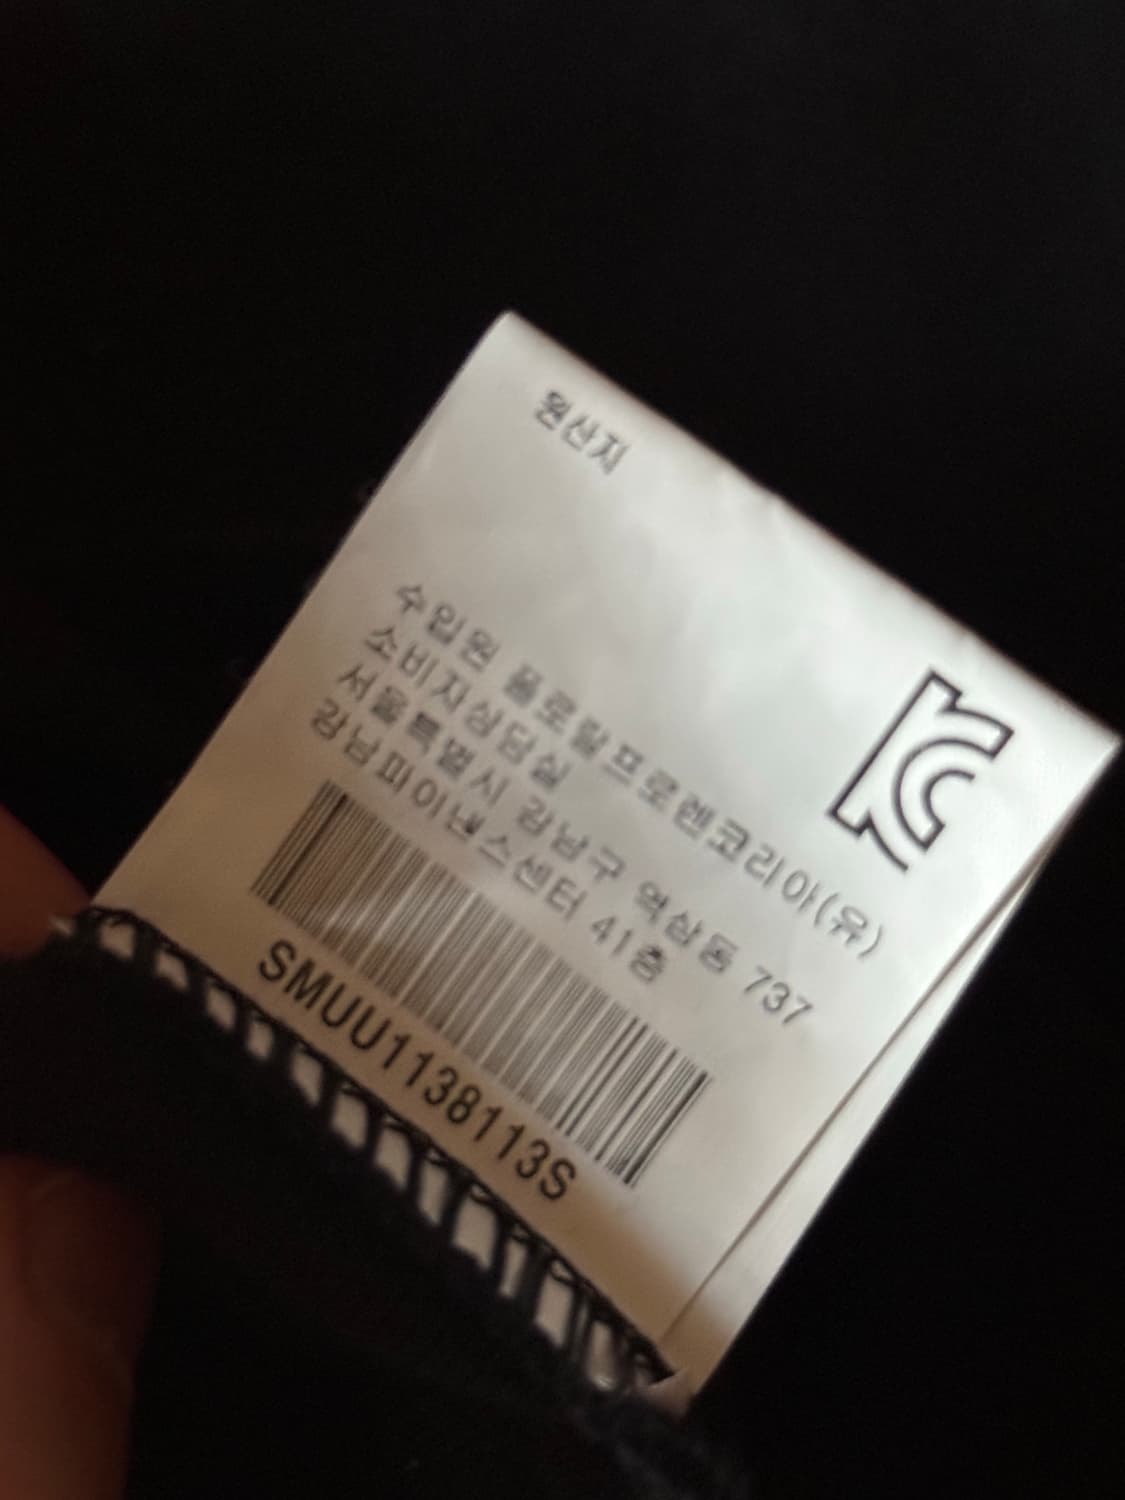 원산지
수입원 폴로랄프로렌코리아(유)
소비자상담실
서울특별시 강남구 역삼동 737
강남파이낸스센터 41층
SMUU1138113S